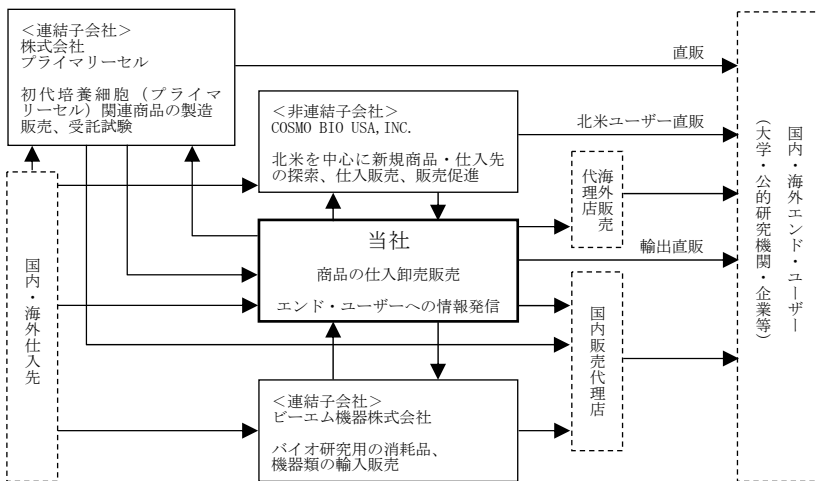 ＜連結子会社＞
株式会社
プライマリーセル
初代培養細胞（プライマ
リーセル）関連商品の製造
販売、受託試験
直販
＜非連結子会社＞
COSMO BIO USA,INC.
北米を中心に新規商品・仕入先
の探索、仕入販売、販売促進
北米ユーザー直販
海外販売
代理店
当社
商品の仕入卸売販売
エンド・ユーザーへの情報発信
輸出直販
国内・海外仕入先
国内販売代理店
＜連結子会社＞
ビーエム機器株式会社
バイオ研究用の消耗品、
機器類の輸入販売
国内・海外エンド・ユーザー
（大学・公的研究機関・企業等）